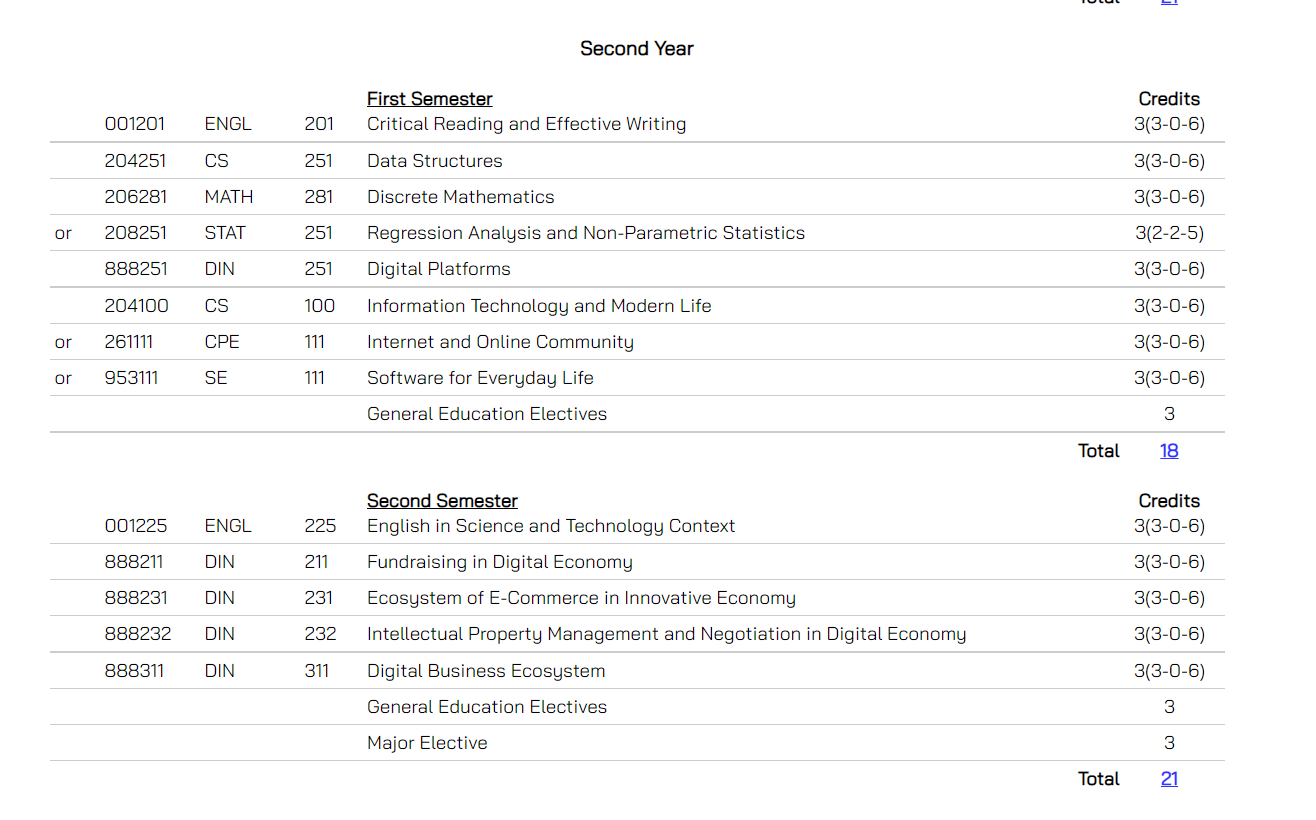 Total 21
Second Year
First Semester Credits
001201 ENGL 201 Critical Reading and Effective Writing 3(3-0-6)
204251 CS 251 Data Structures 3(3-0-6)
206281 MATH 281 Discrete Mathematics 3(3-0-6)
or 208251 STAT 251 Regression Analysis and Non-Parametric Statistics 3(2-2-5)
888251 DIN 251 Digital Platforms 3(3-0-6)
204100 CS 100 Information Technology and Modern Life 3(3-0-6)
or 261111 CPE 111 Internet and Online Community 3(3-0-6)
or 953111 SE 111 Software for Everyday Life 3(3-0-6)
General Education Electives 3
Total 18
Second Semester Credits
001225 ENGL 225 English in Science and Technology Context 3(3-0-6)
888211 DIN 211 Fundraising in Digital Economy 3(3-0-6)
888231 DIN 231 Ecosystem of E-Commerce in Innovative Economy 3(3-0-6)
888232 DIN 232 Intellectual Property Management and Negotiation in Digital Economy 3(3-0-6)
888311 DIN 311 Digital Business Ecosystem 3(3-0-6)
General Education Electives 3
Major Elective 3
Total 21